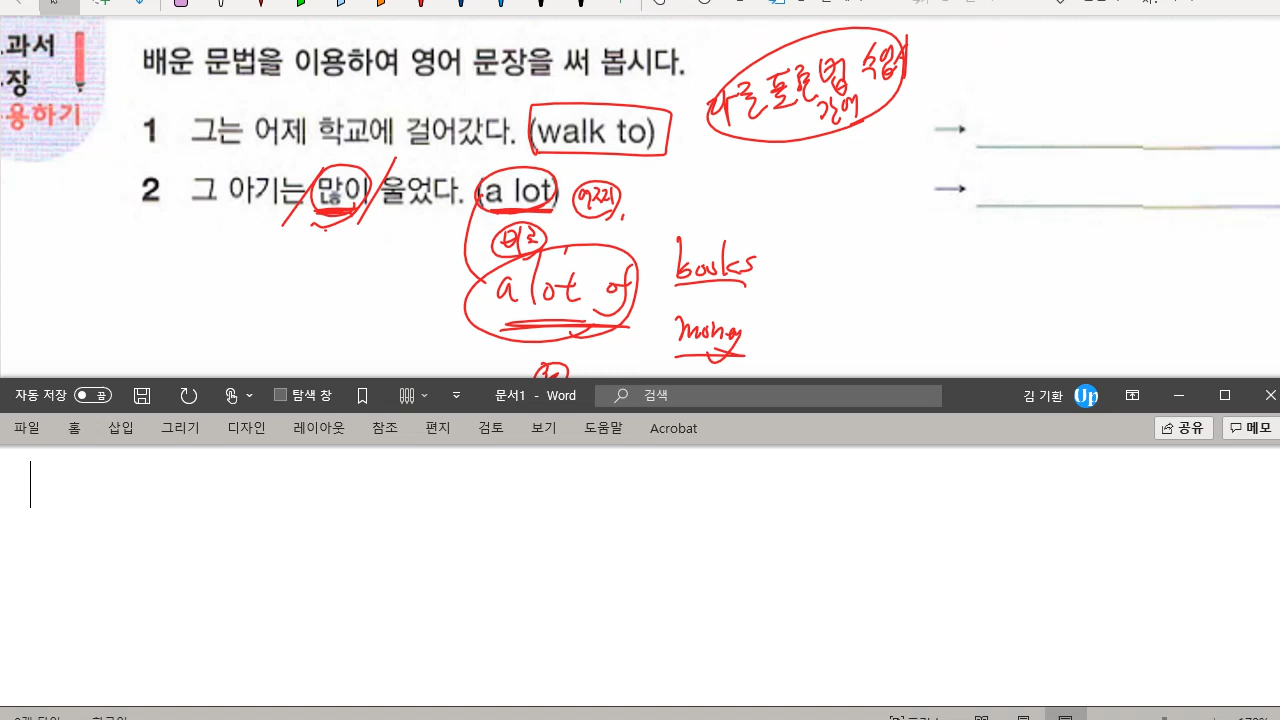 과서
장
용하기
배운 문법을 이용하여 영어 문장을 써 봅시다.
1 그는 어제 학교에 걸어갔다. (walk to) →
2 그 아기는 많이 울었다. (a lot) →
a lot of
books
money
자동 저장 끔 탐색 창 문서1 - Word 검색 김 기환 Up
파일 홈 삽입 그리기 디자인 레이아웃 참조 편지 검토 보기 도움말 Acrobat 공유 메모